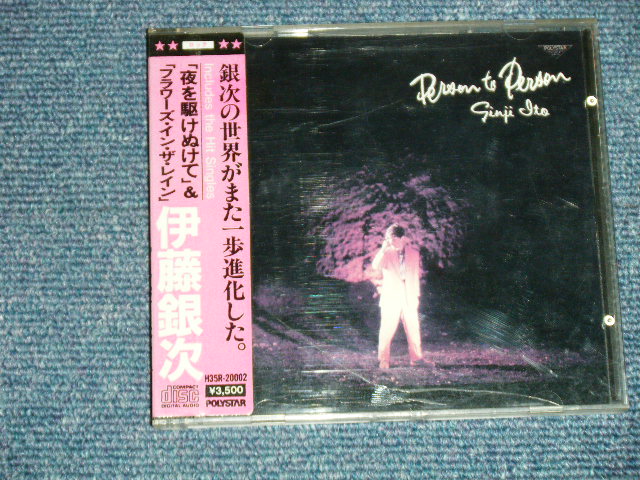 銀次の世界がまた一歩進化した。
Includes the Hit Singles
「夜を駆けぬけて」&
「フラワーズ・イン・ザ・レイン」
伊藤銀次
COMPACT
disc
DIGITAL AUDIO
H35R-20002
¥3,500
POLYSTAR
POLYSTAR
Person to Person
Ginji Ito